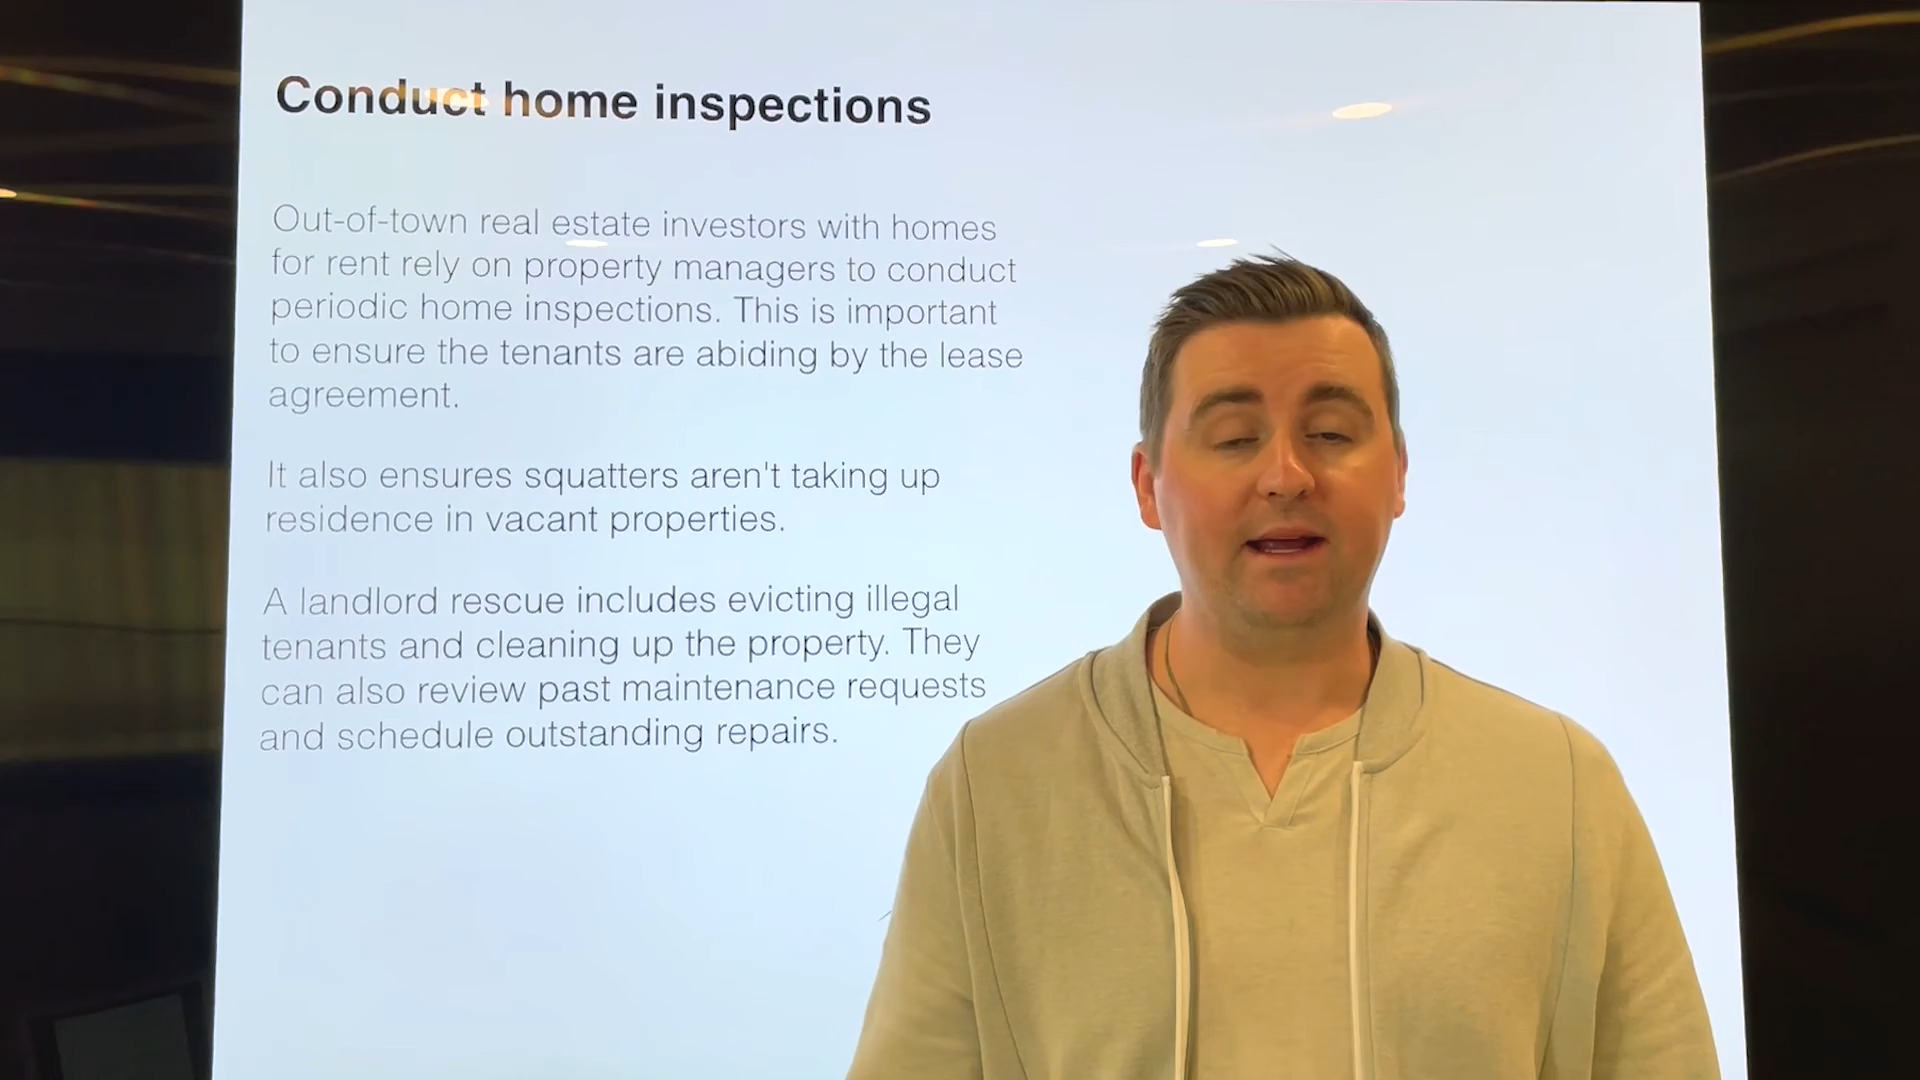 Conduct home inspections
Out-of-town real estate investors with homes
for rent rely on property managers to conduct
periodic home inspections. This is important
to ensure the tenants are abiding by the lease
agreement.
It also ensures squatters aren't taking up
residence in vacant properties.
A landlord rescue includes evicting illegal
tenants and cleaning up the property. They
can also review past maintenance requests
and schedule outstanding repairs.